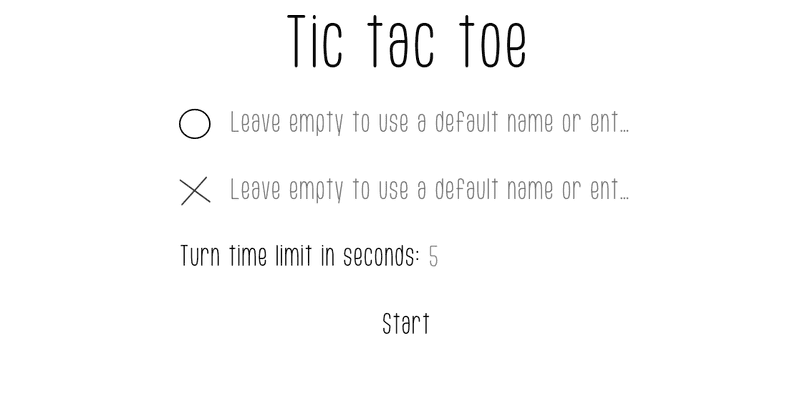 Tic tac toe
Leave empty to use a default name or ent...
Leave empty to use a default name or ent...
Turn time limit in seconds: 5
Start